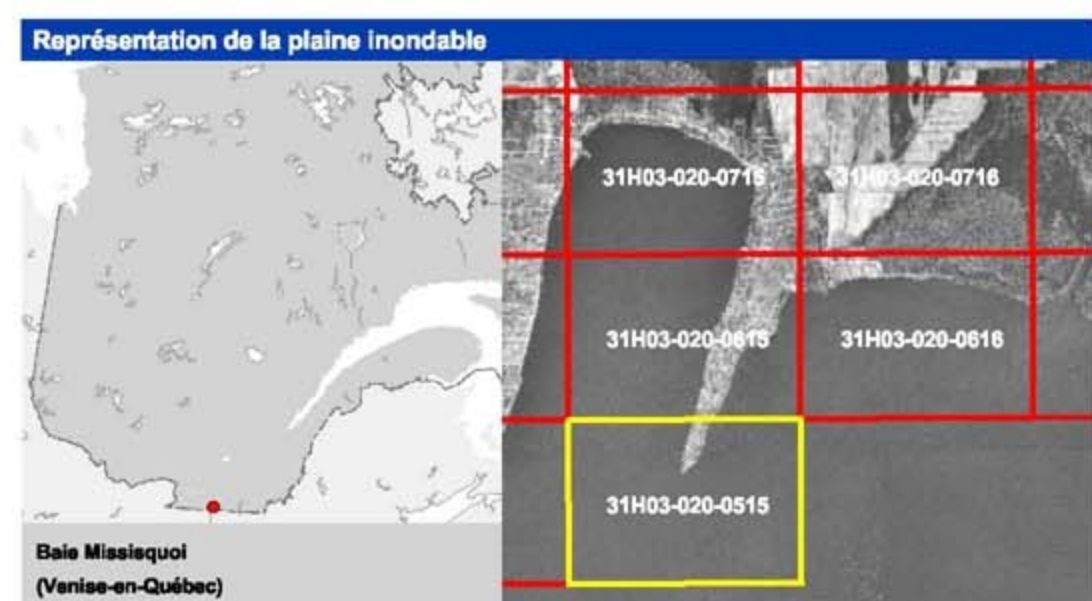 Représentation de la plaine inondable
31H03-020-0715
31H03-020-0716
31H03-020-0615
31H03-020-0616
31H03-020-0515
Baie Missisquoi
(Venise-en-Québec)